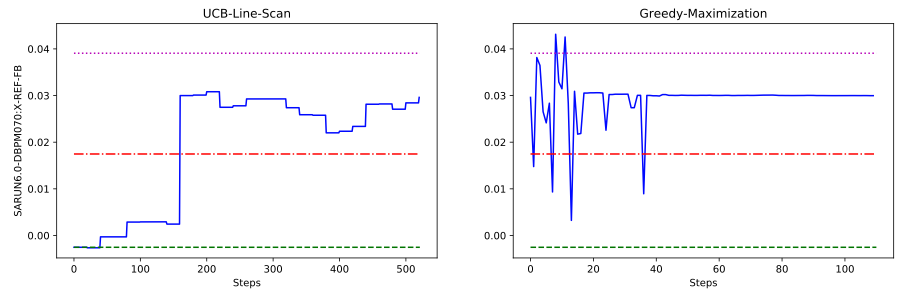 UCB-Line-Scan
Greedy-Maximization
SARUN6.0-DBPM070:X-REF-FB
0.04
0.03
0.02
0.01
0.00
0 100 200 300 400 500
Steps
0.04
0.03
0.02
0.01
0.00
0 20 40 60 80 100
Steps